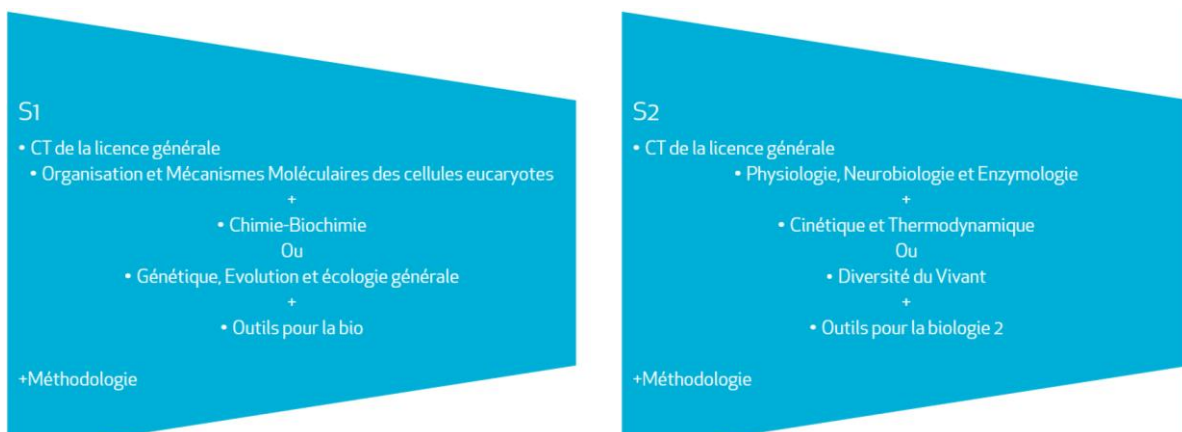 S1
• CT de la licence générale
• Organisation et Mécanismes Moléculaires des cellules eucaryotes
+
• Chimie-Biochimie
Ou
• Génétique, Evolution et écologie générale
+
• Outils pour la bio
+Méthodologie
S2
• CT de la licence générale
• Physiologie, Neurobiologie et Enzymologie
+
• Cinétique et Thermodynamique
Ou
• Diversité du Vivant
+
• Outils pour la biologie 2
+Méthodologie